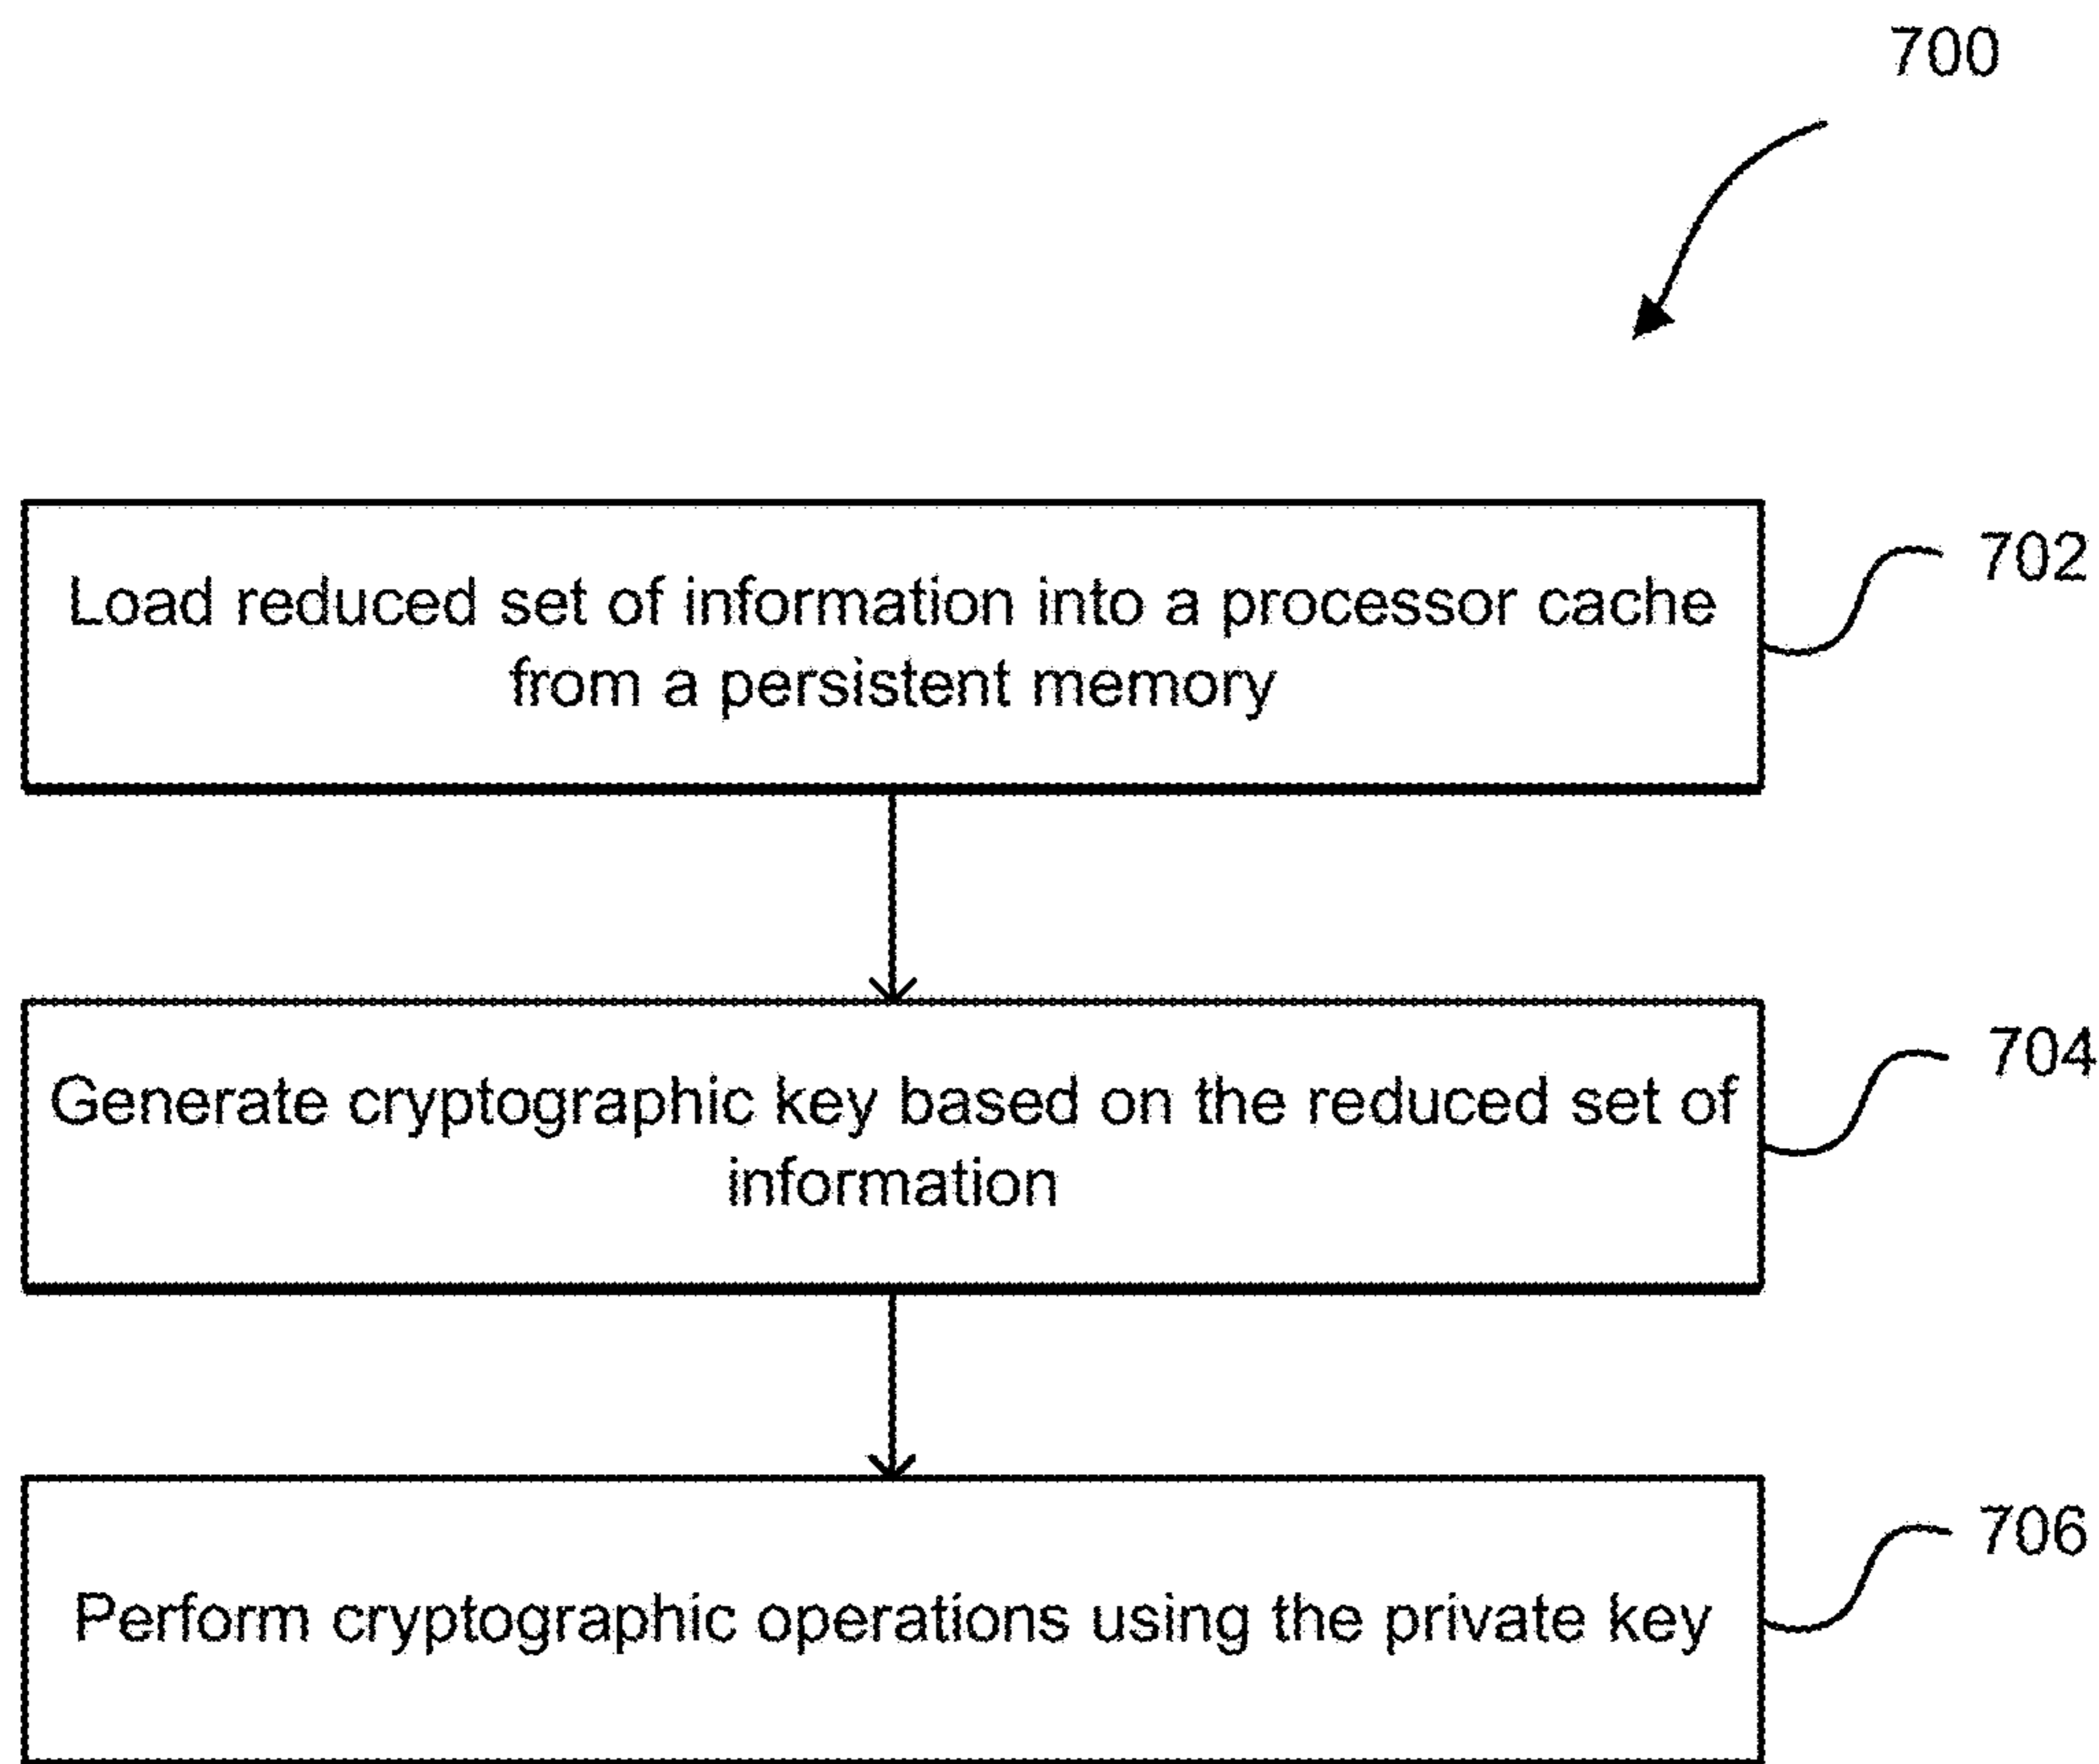 700
Load reduced set of information into a processor cache
from a persistent memory
702
Generate cryptographic key based on the reduced set of
information
704
Perform cryptographic operations using the private key
706